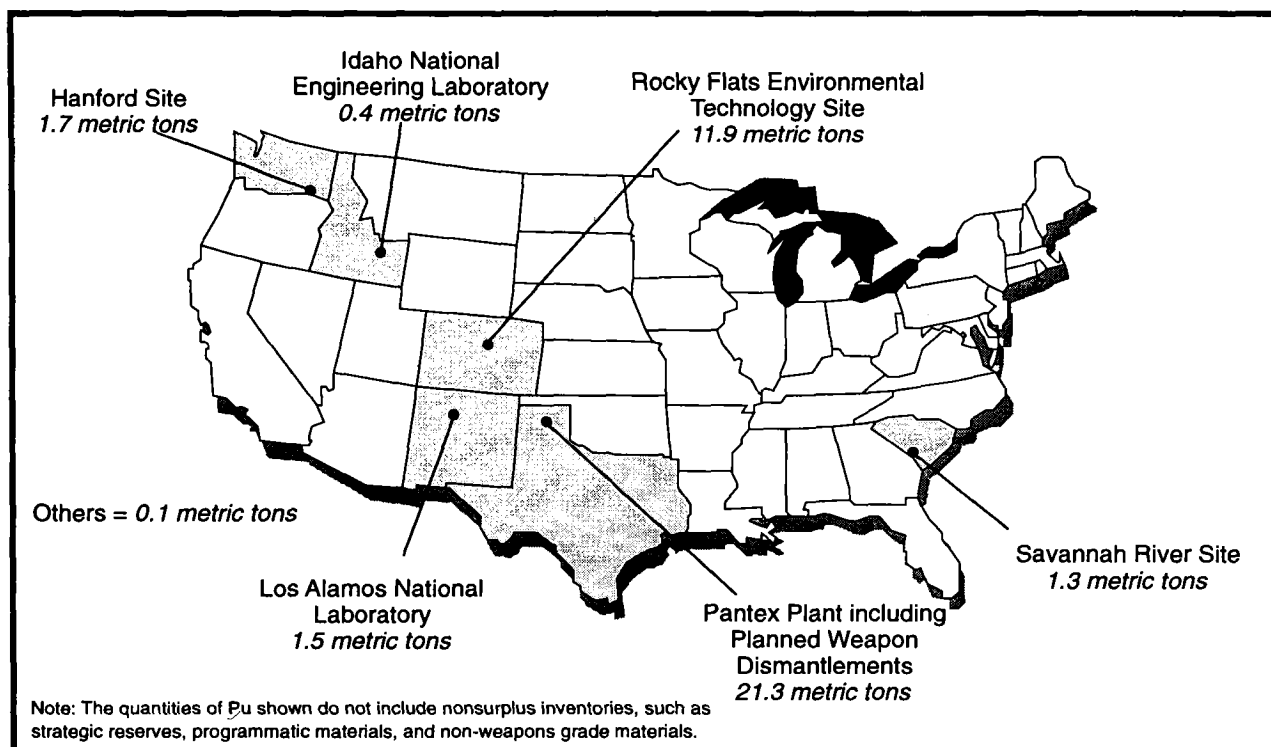 Idaho National
Engineering Laboratory
0.4 metric tons
Hanford Site
1.7 metric tons
Rocky Flats Environmental
Technology Site
11.9 metric tons
Others = 0.1 metric tons
Los Alamos National
Laboratory
1.5 metric tons
Pantex Plant including
Planned Weapon
Dismantlements
21.3 metric tons
Savannah River Site
1.3 metric tons
Note: The quantities of Pu shown do not include nonsurplus inventories, such as
strategic reserves, programmatic materials, and non-weapons grade materials.